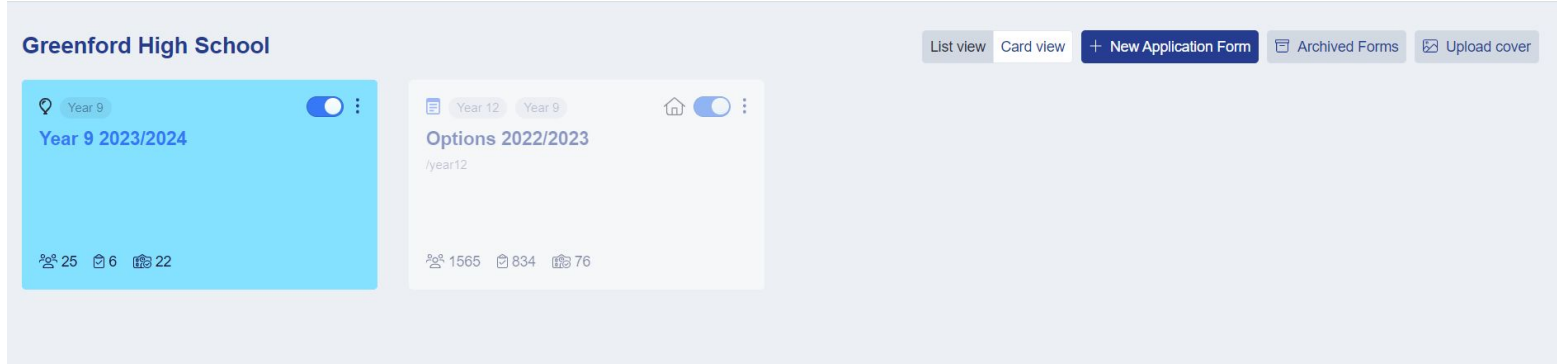 Greenford High School
List view Card view + New Application Form Archived Forms Upload cover
Year 9
Year 9 2023/2024
25 6 22
Year 12 Year 9
Options 2022/2023
/year12
1565 834 76